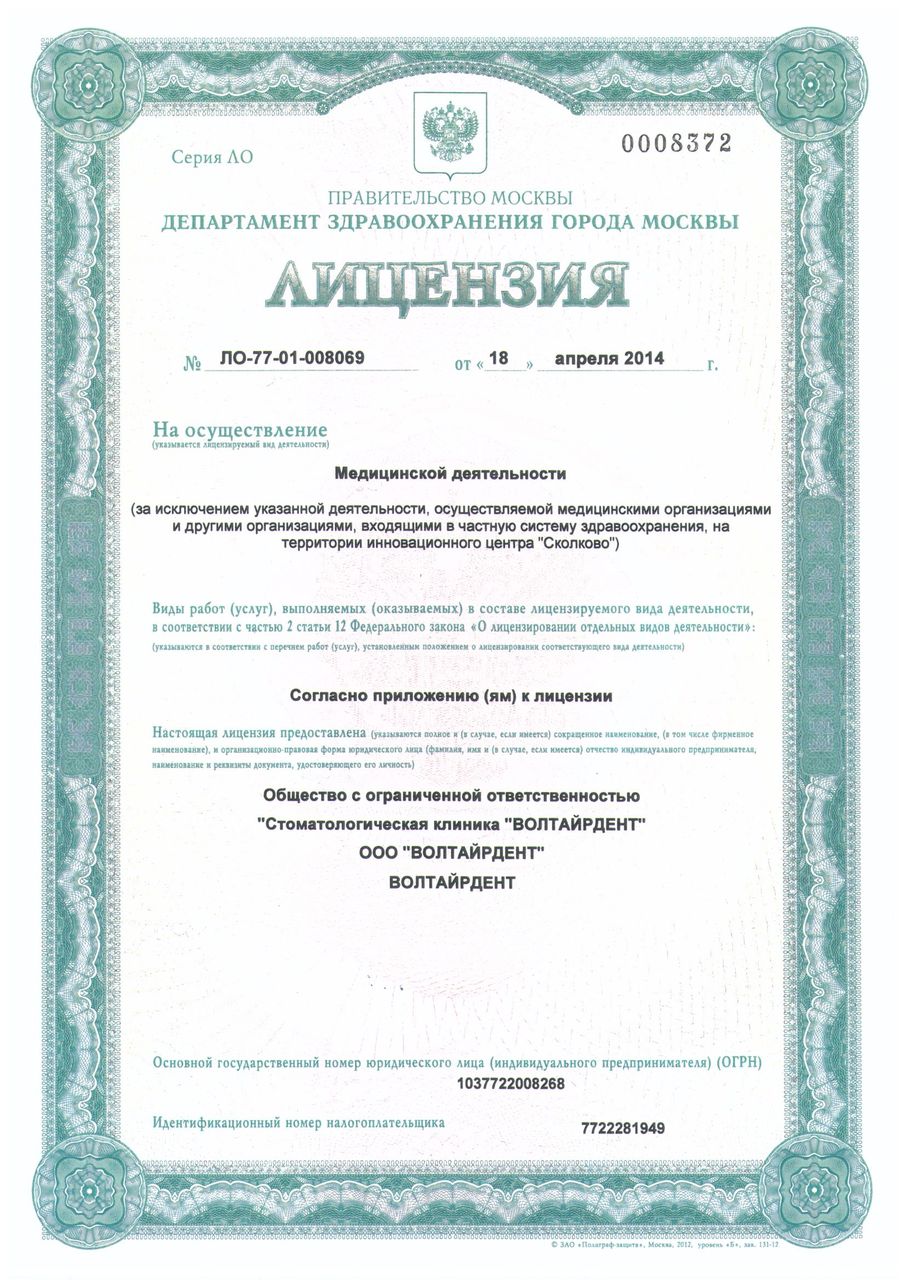 0008372
Серия ЛО
ПРАВИТЕЛЬСТВО МОСКВЫ
ДЕПАРТАМЕНТ ЗДРАВООХРАНЕНИЯ ГОРОДА МОСКВЫ
ЛИЦЕНЗИЯ
№ ЛО-77-01-008069 от « 18 » апреля 2014 г.
На осуществление
(указывается лицензируемый вид деятельности)
Медицинской деятельности
(за исключением указанной деятельности, осуществляемой медицинскими организациями
и другими организациями, входящими в частную систему здравоохранения, на
территории инновационного центра "Сколково")
Виды работ (услуг), выполняемых (оказываемых) в составе лицензируемого вида деятельности,
в соответствии с частью 2 статьи 12 Федерального закона «О лицензировании отдельных видов деятельности»:
(указываются в соответствии с перечнем работ (услуг), установленным положением о лицензировании соответствующего вида деятельности)
Согласно приложению (ям) к лицензии
Настоящая лицензия предоставлена (указываются полное и (в случае, если имеется) сокращенное наименование, (в том числе фирменное
наименование), и организационно-правовая форма юридического лица (фамилия, имя и (в случае, если имеется) отчество индивидуального предпринимателя,
наименование и реквизиты документа, удостоверяющего его личность)
Общество с ограниченной ответственностью
"Стоматологическая клиника "ВОЛТАЙРДЕНТ"
ООО "ВОЛТАЙРДЕНТ"
ВОЛТАЙРДЕНТ
Основной государственный номер юридического лица (индивидуального предпринимателя) (ОГРН)
1037722008268
Идентификационный номер налогоплательщика 7722281949
© ЗАО «Полиграф-защита», Москва, 2012, уровень «Б», зак. 131-12